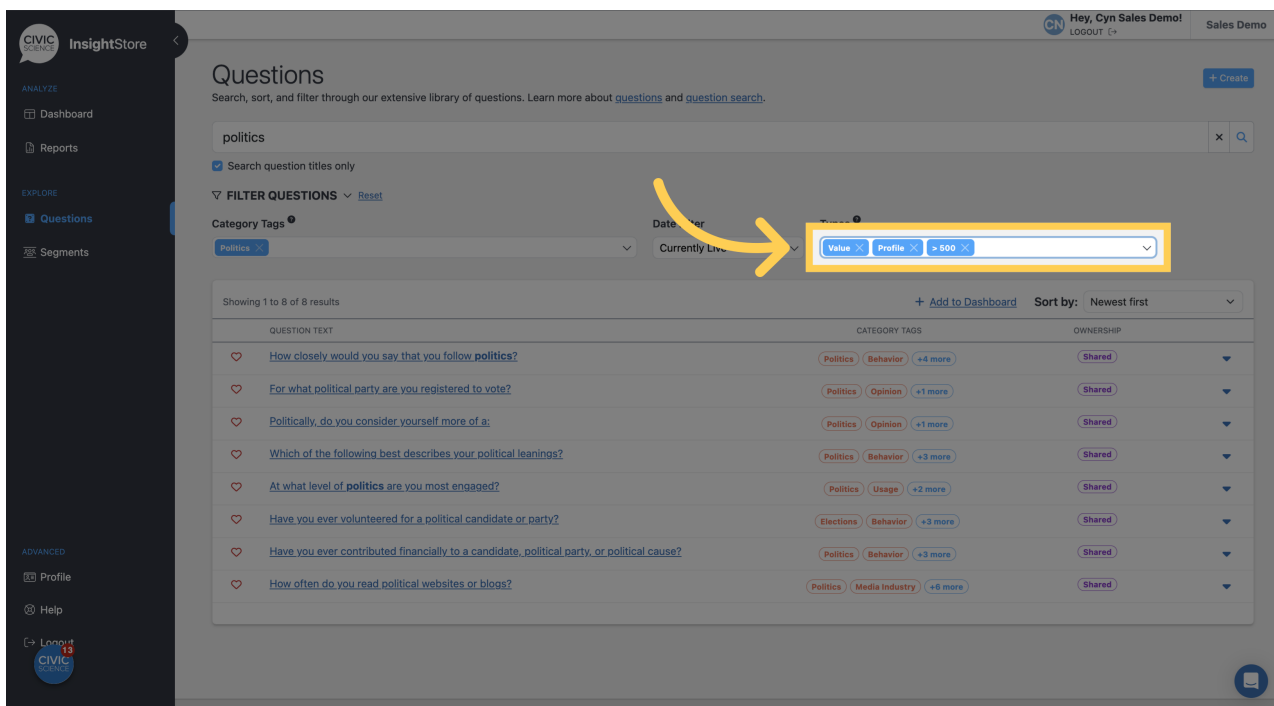 CIVIC
SCIENCE
InsightStore
CN
Hey, Cyn Sales Demo!
LOGOUT
Sales Demo
ANALYZE
Dashboard
Reports
EXPLORE
Questions
Segments
Questions
+ Create
Search, sort, and filter through our extensive library of questions. Learn more about questions and question search.
politics
Search question titles only
FILTER QUESTIONS Reset
Category Tags
Date Filter
Types
Politics
Currently Live
Value Profile > 500
Showing 1 to 8 of 8 results
+ Add to Dashboard Sort by: Newest first
QUESTION TEXT CATEGORY TAGS OWNERSHIP
How closely would you say that you follow politics? Politics Behavior +4 more Shared
For what political party are you registered to vote? Politics Opinion +1 more Shared
Politically, do you consider yourself more of a: Politics Opinion +1 more Shared
Which of the following best describes your political leanings? Politics Behavior +3 more Shared
At what level of politics are you most engaged? Politics Usage +2 more Shared
Have you ever volunteered for a political candidate or party? Elections Behavior +3 more Shared
Have you ever contributed financially to a candidate, political party, or political cause? Politics Behavior +3 more Shared
How often do you read political websites or blogs? Politics Media Industry +6 more Shared
ADVANCED
Profile
Help
Logout
13
CIVIC
SCIENCE